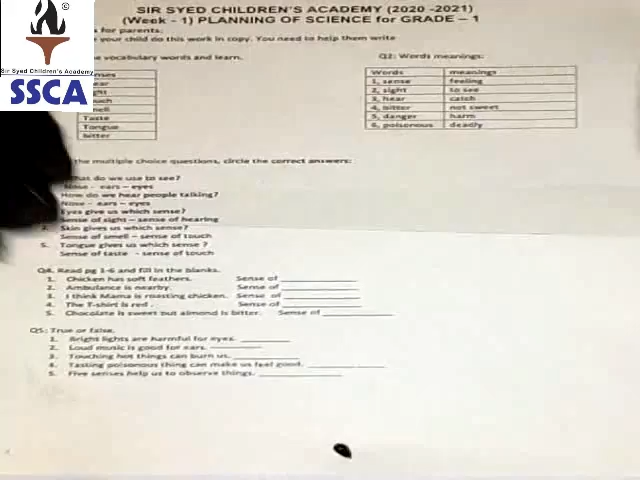 SIR SYED CHILDREN'S ACADEMY (2020 -2021)
(Week - 1) PLANNING OF SCIENCE for GRADE – 1
s for parents:
your child do this work in copy. You need to help them write
Sir Syed Children's Academy
SSCA
vocabulary words and learn.
Taste
Tongue
bitter
Q2: Words meanings:
Words meanings
1, sense feeling
2, sight to see
3, hear catch
4, bitter not sweet
5, danger harm
6, poisonous deadly
the multiple choice questions, circle the correct answers:
hat do we use to see?
Nose - ears – eyes
How do we hear people talking?
Nose - ears – eyes
Eyes give us which sense?
Sense of sight – sense of hearing
Skin gives us which sense?
Sense of smell – sense of touch
5. Tongue gives us which sense ?
Sense of taste - sense of touch
Q4. Read pg 1-6 and fill in the blanks.
1. Chicken has soft feathers. Sense of
2. Ambulance is nearby. Sense of
3. I think Mama is roasting chicken. Sense of
4. The T-shirt is red . Sense of
5. Chocolate is sweet but almond is bitter. Sense of
Q5: True or false.
1. Bright lights are harmful for eyes.
2. Loud music is good for ears.
3. Touching hot things can burn us.
4. Tasting poisonous thing can make us feel good.
5. Five senses help us to observe things.